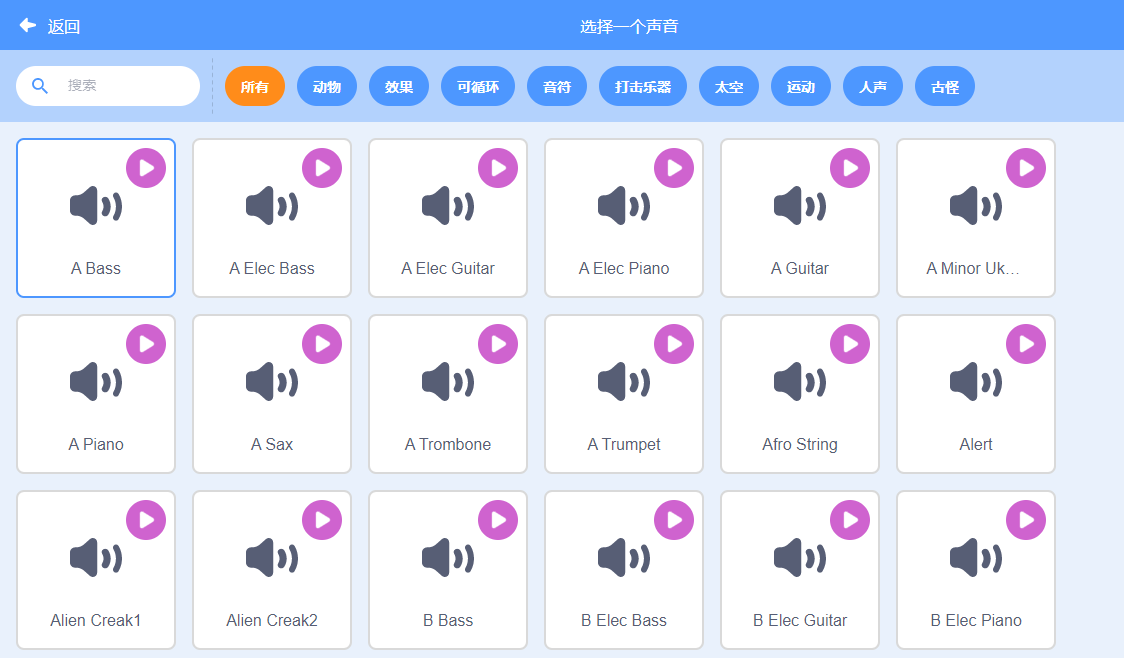 返回
选择一个声音
搜索
所有
动物
效果
可循环
音符
打击乐器
太空
运动
人声
古怪
A Bass
A Elec Bass
A Elec Guitar
A Elec Piano
A Guitar
A Minor Uk...
A Piano
A Sax
A Trombone
A Trumpet
Afro String
Alert
Alien Creak1
Alien Creak2
B Bass
B Elec Bass
B Elec Guitar
B Elec Piano